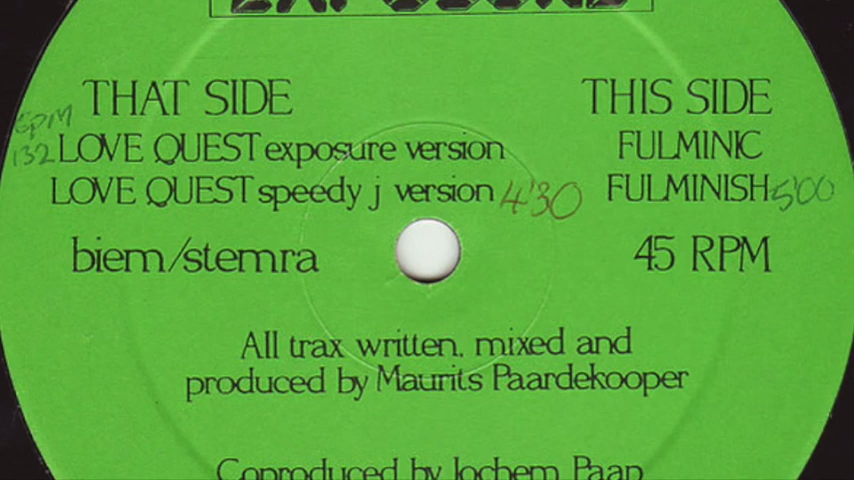 EXPOSURE
THAT SIDE
THIS SIDE
BPM
132 LOVE QUEST exposure version
FULMINIC
LOVE QUEST speedy j version 4'30
FULMINISH 5'00
biem/stemra
45 RPM
All trax written, mixed and
produced by Maurits Paardekooper
Coproduced by Jochem Paap